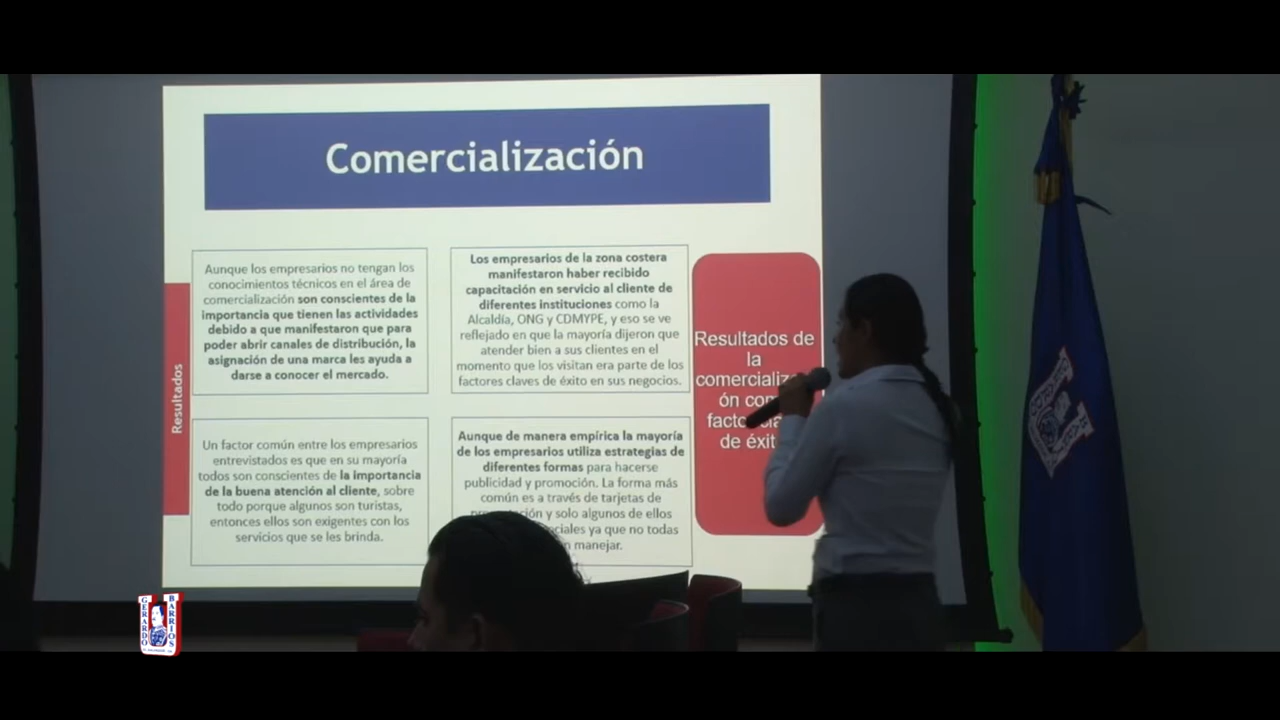 Comercialización
Resultados
Aunque los empresarios no tengan los
conocimientos técnicos en el área de
comercialización son conscientes de la
importancia que tienen las actividades
debido a que manifestaron que para
poder abrir canales de distribución, la
asignación de una marca les ayuda a
darse a conocer el mercado.
Los empresarios de la zona costera
manifestaron haber recibido
capacitación en servicio al cliente de
diferentes instituciones como la
Alcaldía, ONG y CDMYPE, y eso se ve
reflejado en que la mayoría dijeron que
atender bien a sus clientes en el
momento que los visitan era parte de los
factores claves de éxito en sus negocios.
Un factor común entre los empresarios
entrevistados es que en su mayoría
todos son conscientes de la importancia
de la buena atención al cliente, sobre
todo porque algunos son turistas,
entonces ellos son exigentes con los
servicios que se les brinda.
Aunque de manera empírica la mayoría
de los empresarios utiliza estrategias de
diferentes formas para hacerse
publicidad y promoción. La forma más
común es a través de tarjetas de
y solo algunos de ellos
ya que no todas
manejar.
Resultados de
la
comercializ
ón
de
GERARDO
BARRIOS